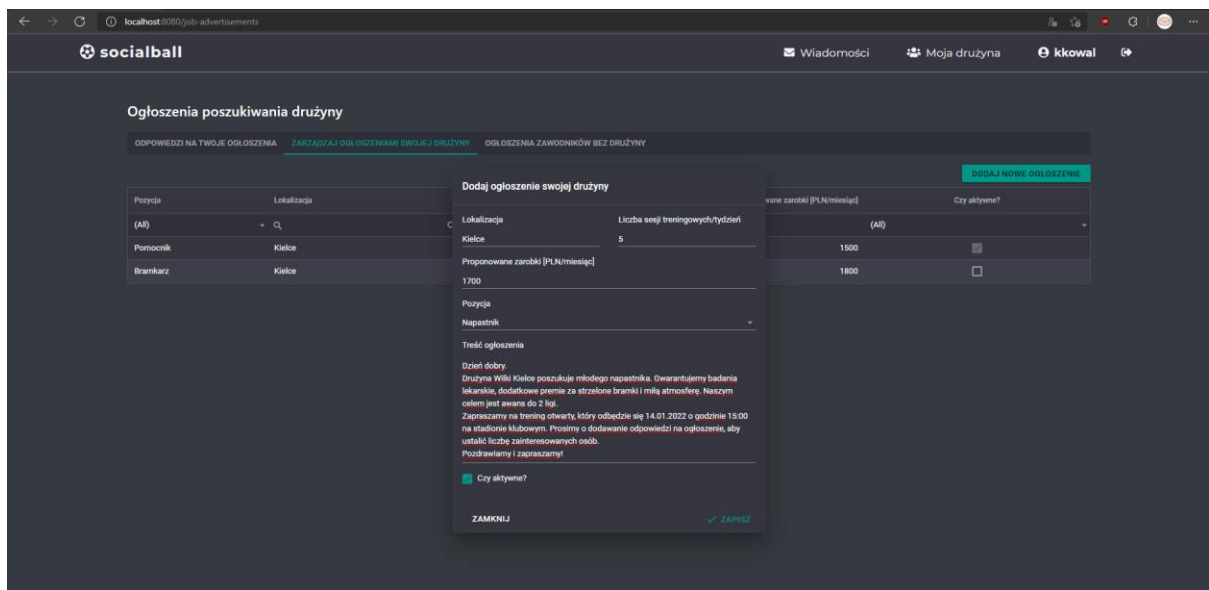 localhost:8080/job-advertisements
socialball
Wiadomości
Moja drużyna
kkowal
Ogłoszenia poszukiwania drużyny
ODPOWIEDZI NA TWOJE OGŁOSZENIA
ZARZĄDZAJ OGŁOSZENIAMI SWOJEJ DRUŻYNY
OGŁOSZENIA ZAWODNIKÓW BEZ DRUŻYNY
DODAJ NOWE OGŁOSZENIE
Pozycja
Lokalizacja
zarobki [PLN/miesiąc]
Czy aktywne?
(All)
(All)
Pomocnik
Kielce
1500
Bramkarz
Kielce
1800
Dodaj ogłoszenie swojej drużyny
Lokalizacja
Liczba sesji treningowych/tydzień
Kielce
5
Proponowane zarobki [PLN/miesiąc]
1700
Pozycja
Napastnik
Treść ogłoszenia
Dzień dobry.
Drużyna Wilki Kielce poszukuje młodego napastnika. Gwarantujemy badania
lekarskie, dodatkowe premie za strzelone bramki i miłą atmosferę. Naszym
celem jest awans do 2 ligi.
Zapraszamy na trening otwarty, który odbędzie się 14.01.2022 o godzinie 15:00
na stadionie klubowym. Prosimy o dodawanie odpowiedzi na ogłoszenie, aby
ustalić liczbę zainteresowanych osób.
Pozdrawiamy i zapraszamy!
Czy aktywne?
ZAMKNIJ
ZAPISZ